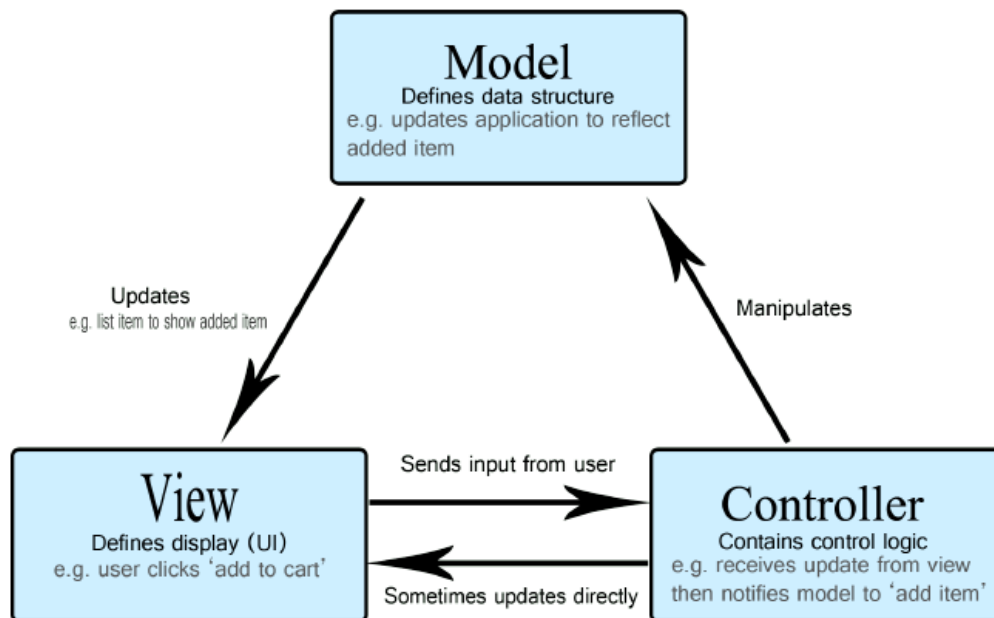 Model
Defines data structure
e.g. updates application to reflect
added item
Updates
e.g. list item to show added item
Manipulates
View
Defines display (UI)
e.g. user clicks ‘add to cart’
Sends input from user
Sometimes updates directly
Controller
Contains control logic
e.g. receives update from view
then notifies model to ‘add item’